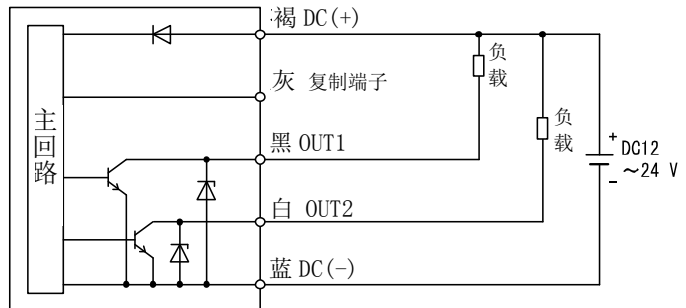 褐 DC(+)
灰 复制端子
黑 OUT1
白 OUT2
蓝 DC(-)
主回路
负载
负载
+
DC12
～24 V
-